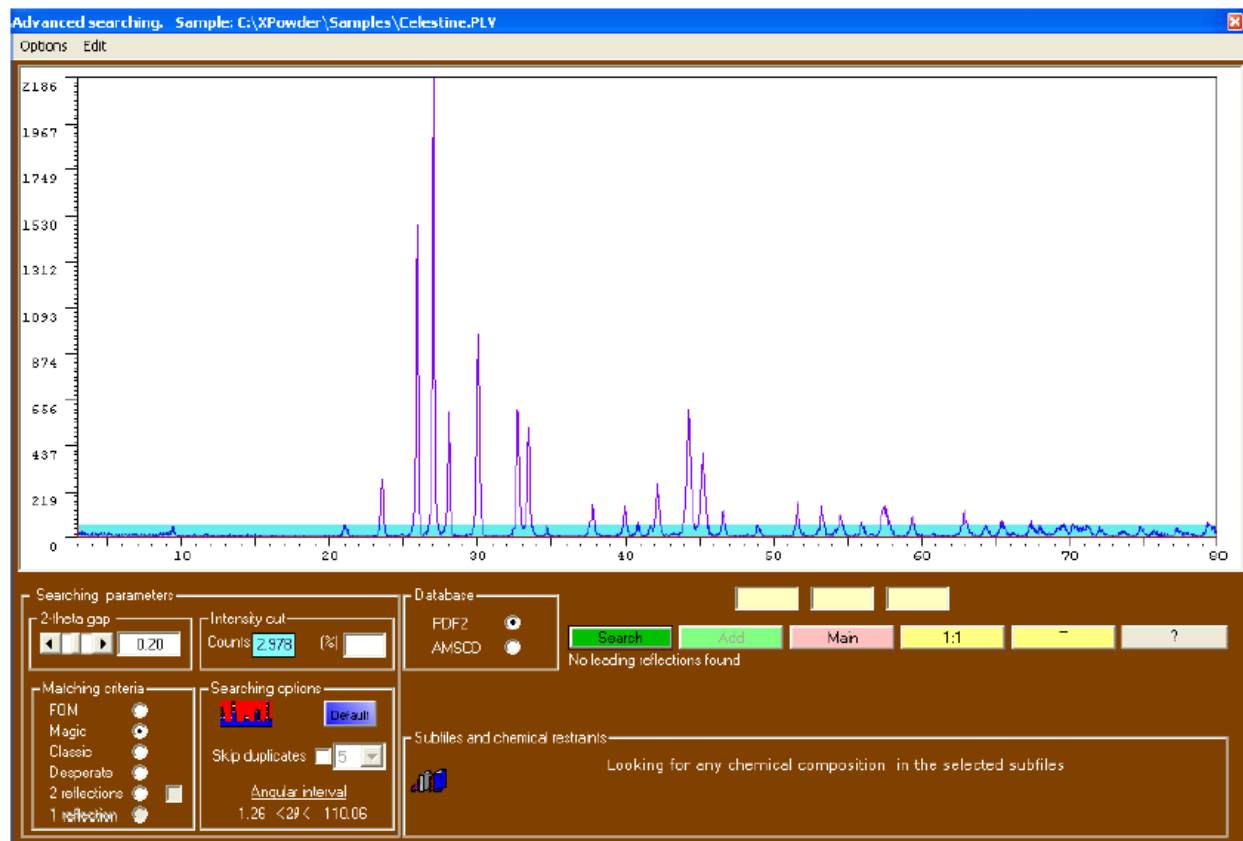 Advanced searching. Sample: C:\XPowder\Samples\Celestine.PLV
Options Edit
2186
1967
1749
1530
1312
1093
874
656
437
219
0
10 20 30 40 50 60 70 80
Searching parameters
2-theta gap
0.20
Intensity cut
Counts 2.978 (%)
Matching criteria
FOM
Magic
Classic
Desperate
2 reflections
1 reflection
Searching options
Default
Skip duplicates 5
Angular interval
1.26 <2θ< 110.06
Database
PDF2
AMSCD
Search Add Main 1:1 ?
No leading reflections found
Subfiles and chemical restraints
Looking for any chemical composition in the selected subfiles